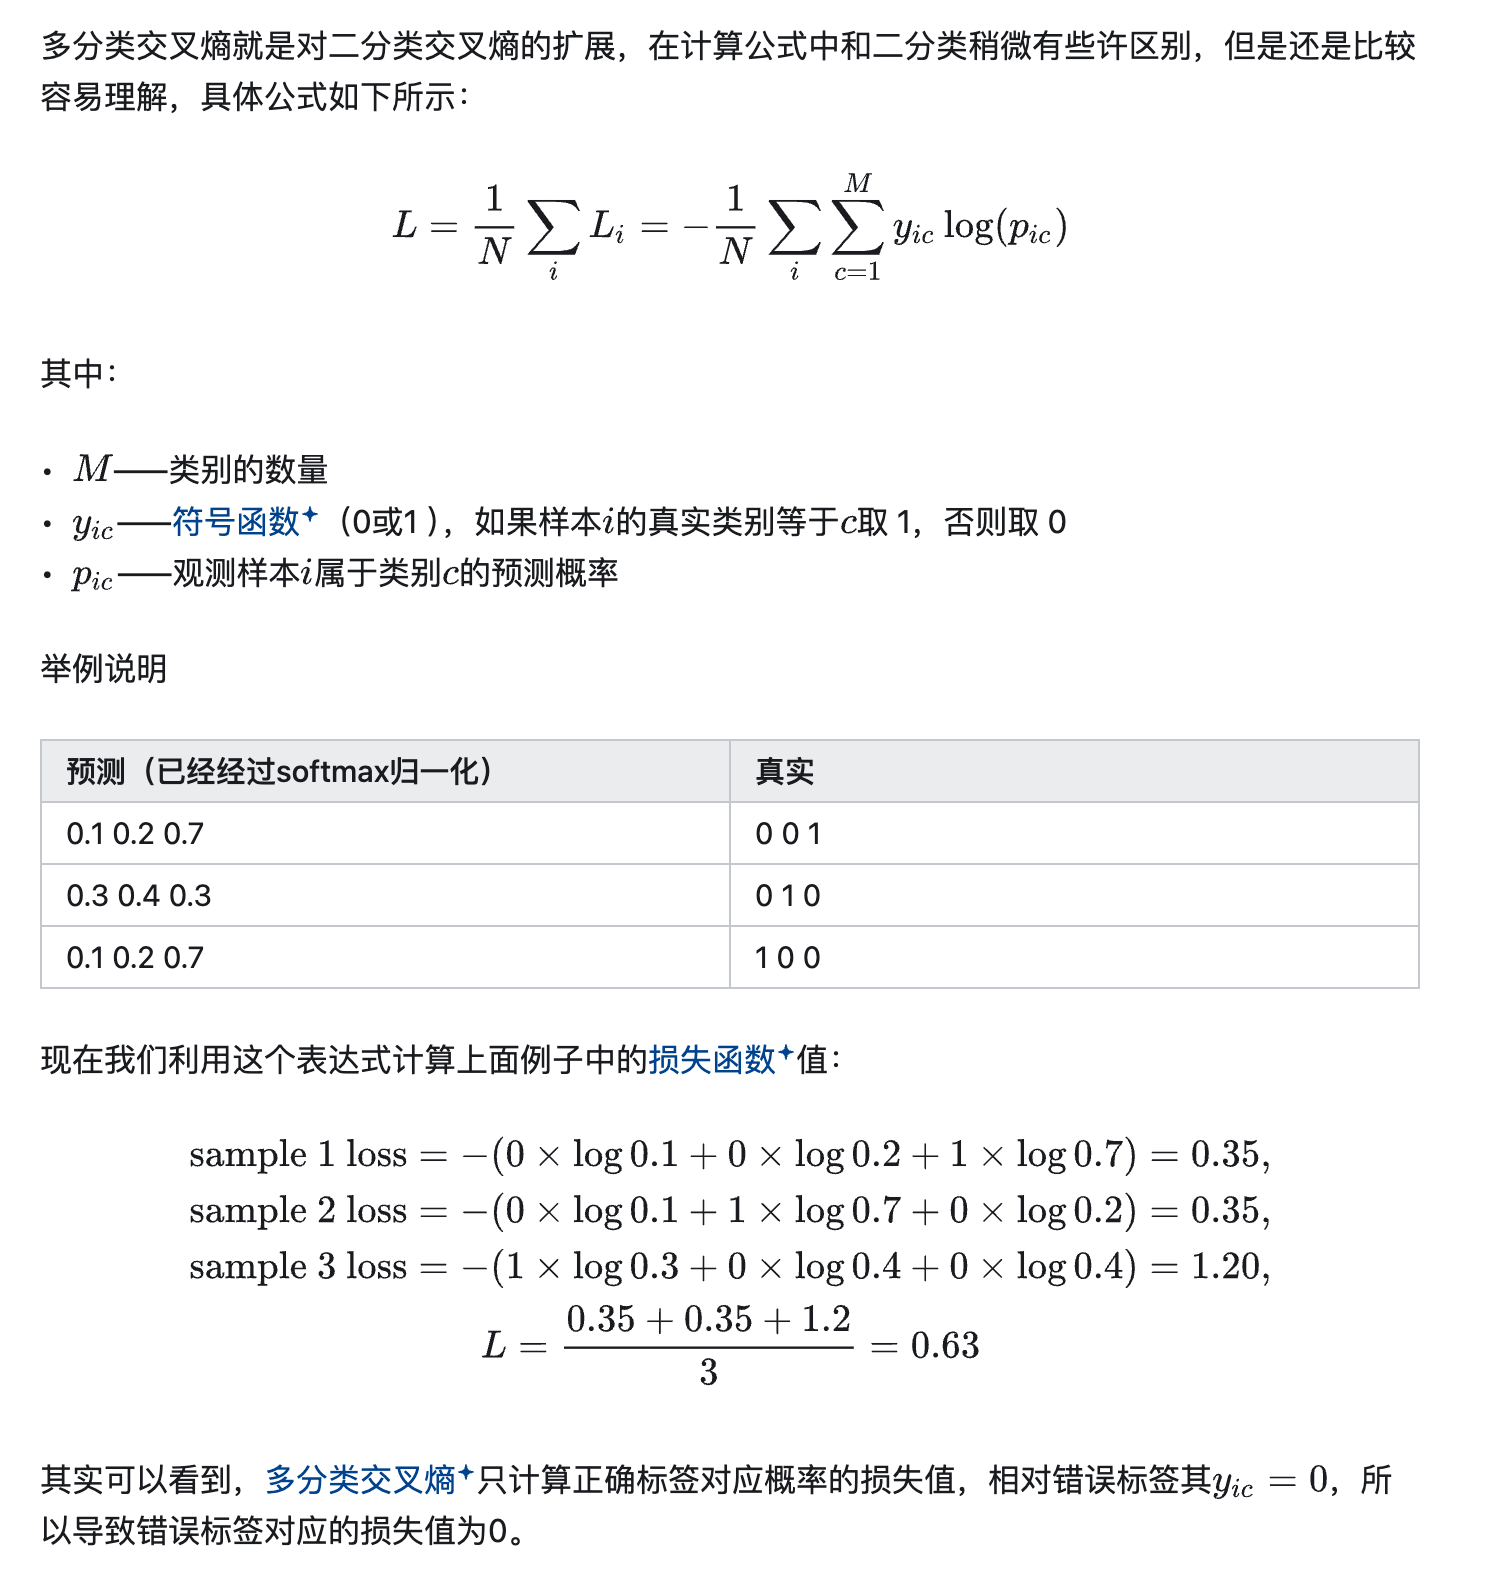 多分类交叉熵就是对二分类交叉熵的扩展，在计算公式中和二分类稍微有些许区别，但是还是比较
容易理解，具体公式如下所示：
L = \frac{1}{N} \sum_{i} L_i = -\frac{1}{N} \sum_{i} \sum_{c=1}^{M} y_{ic} \log(p_{ic})
其中：
• M——类别的数量
• y_{ic}——符号函数（0或1），如果样本i的真实类别等于c取 1，否则取 0
• p_{ic}——观测样本i属于类别c的预测概率
举例说明
预测（已经经过softmax归一化） 真实
0.1 0.2 0.7 0 0 1
0.3 0.4 0.3 0 1 0
0.1 0.2 0.7 1 0 0
现在我们利用这个表达式计算上面例子中的损失函数值：
sample 1 loss = −(0 × log 0.1 + 0 × log 0.2 + 1 × log 0.7) = 0.35,
sample 2 loss = −(0 × log 0.1 + 1 × log 0.7 + 0 × log 0.2) = 0.35,
sample 3 loss = −(1 × log 0.3 + 0 × log 0.4 + 0 × log 0.4) = 1.20,
L = \frac{0.35 + 0.35 + 1.2}{3} = 0.63
其实可以看到，多分类交叉熵只计算正确标签对应概率的损失值，相对错误标签其y_{ic} = 0，所
以导致错误标签对应的损失值为0。